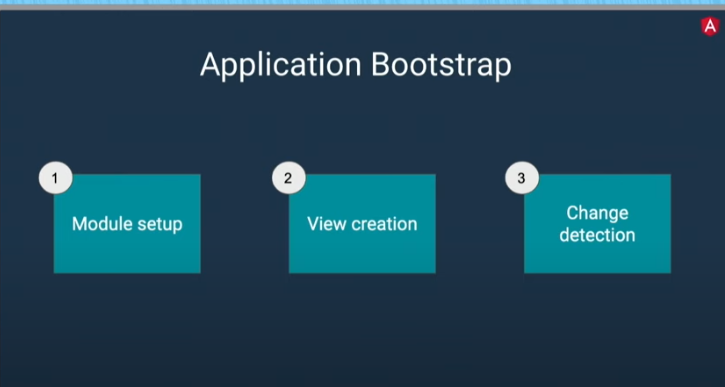 A
Application Bootstrap
1
2
3
Module setup
View creation
Change
detection